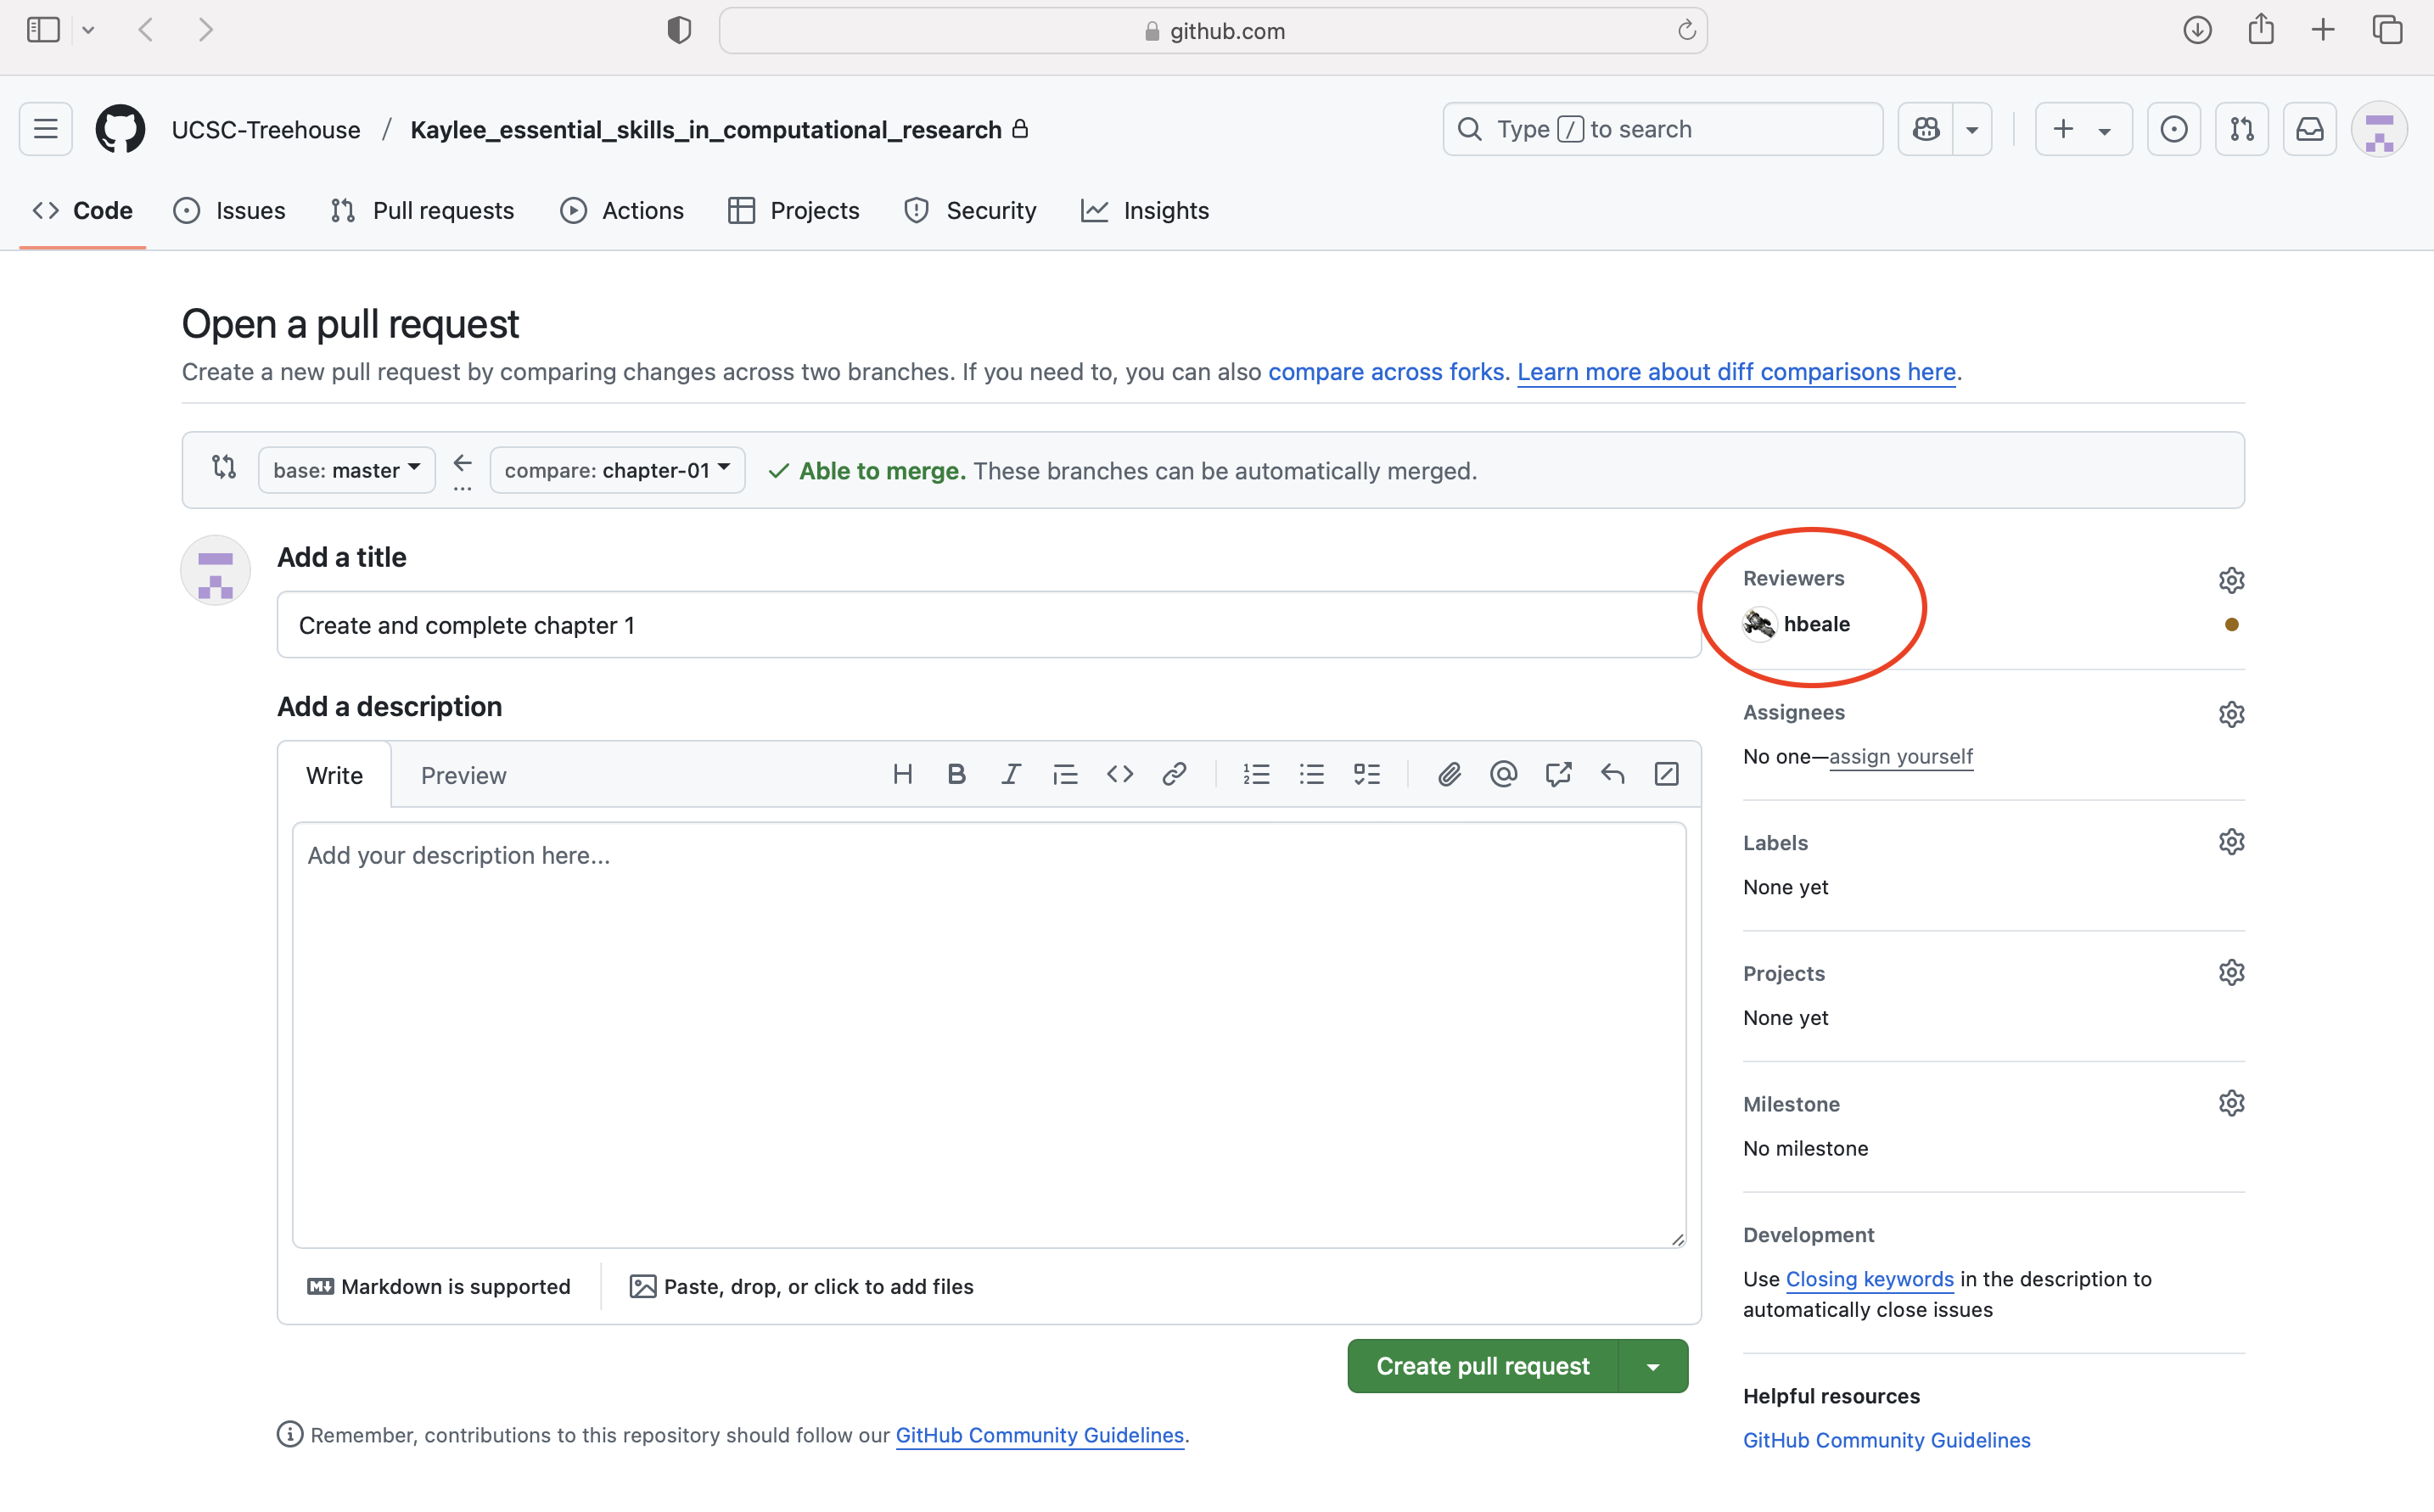 github.com
UCSC-Treehouse / Kaylee_essential_skills_in_computational_research
Type / to search
Code Issues Pull requests Actions Projects Security Insights
Open a pull request
Create a new pull request by comparing changes across two branches. If you need to, you can also compare across forks. Learn more about diff comparisons here.
base: master ← ... compare: chapter-01 ✓ Able to merge. These branches can be automatically merged.
Add a title
Create and complete chapter 1
Add a description
Write Preview
Add your description here...
Markdown is supported Paste, drop, or click to add files
Create pull request
Remember, contributions to this repository should follow our GitHub Community Guidelines.
Reviewers
hbeale
Assignees
No one—assign yourself
Labels
None yet
Projects
None yet
Milestone
No milestone
Development
Use Closing keywords in the description to
automatically close issues
Helpful resources
GitHub Community Guidelines